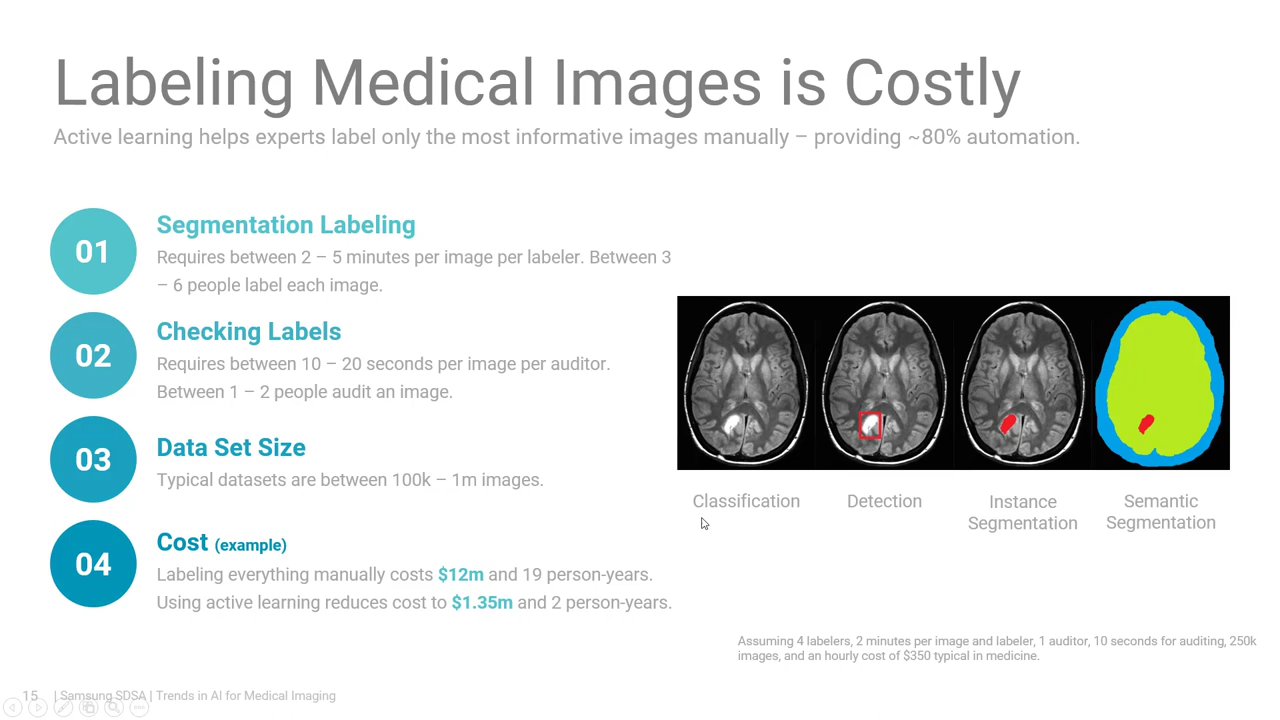 Labeling Medical Images is Costly
Active learning helps experts label only the most informative images manually – providing ~80% automation.
01
Segmentation Labeling
Requires between 2 – 5 minutes per image per labeler. Between 3
– 6 people label each image.
02
Checking Labels
Requires between 10 – 20 seconds per image per auditor.
Between 1 – 2 people audit an image.
03
Data Set Size
Typical datasets are between 100k – 1m images.
04
Cost (example)
Labeling everything manually costs $12m and 19 person-years.
Using active learning reduces cost to $1.35m and 2 person-years.
Classification
Detection
Instance
Segmentation
Semantic
Segmentation
Assuming 4 labelers, 2 minutes per image and labeler, 1 auditor, 10 seconds for auditing, 250k
images, and an hourly cost of $350 typical in medicine.
15 | Samsung SDSA | Trends in AI for Medical Imaging